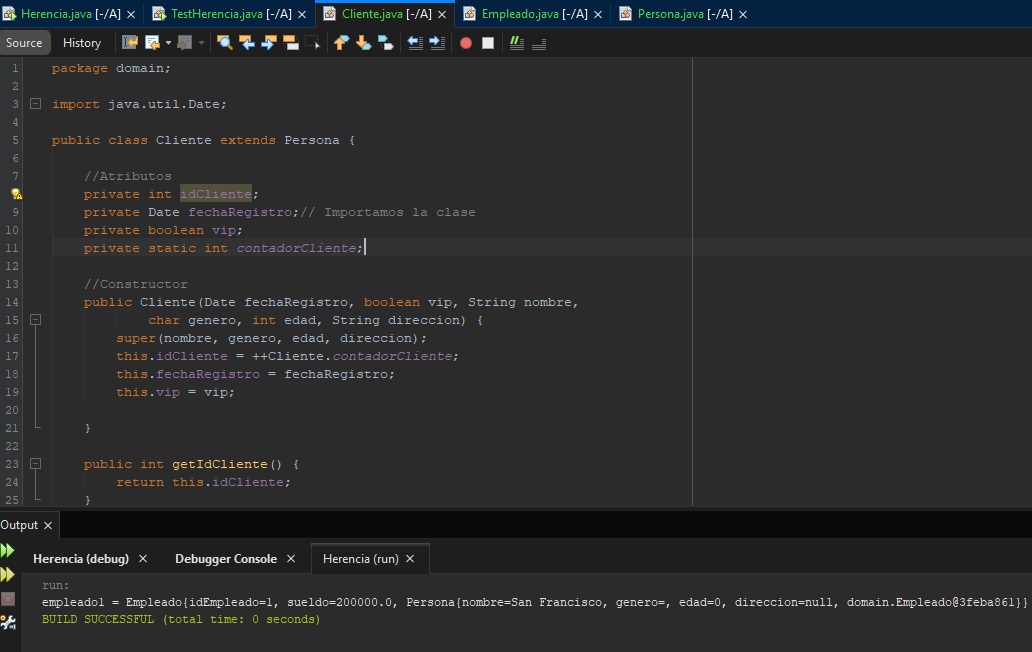 Herencia.java [-/A] × TestHerencia.java [-/A] × Cliente.java [-/A] × Empleado.java [-/A] × Persona.java [-/A] ×
Source History
1 package domain;
2
3 import java.util.Date;
4
5 public class Cliente extends Persona {
6
7 //Atributos
private int idCliente;
9 private Date fechaRegistro;// Importamos la clase
10 private boolean vip;
11 private static int contadorCliente;
12
13 //Constructor
14 public Cliente(Date fechaRegistro, boolean vip, String nombre,
15 char genero, int edad, String direccion) {
16 super(nombre, genero, edad, direccion);
17 this.idCliente = ++Cliente.contadorCliente;
18 this.fechaRegistro = fechaRegistro;
19 this.vip = vip;
20
21 }
22
23 public int getIdCliente() {
24 return this.idCliente;
25 }
Output ×
Herencia (debug) × Debugger Console × Herencia (run) ×
run:
empleado1 = Empleado{idEmpleado=1, sueldo=200000.0, Persona{nombre=San Francisco, genero=, edad=0, direccion=null, domain.Empleado@3feba861}}
BUILD SUCCESSFUL (total time: 0 seconds)